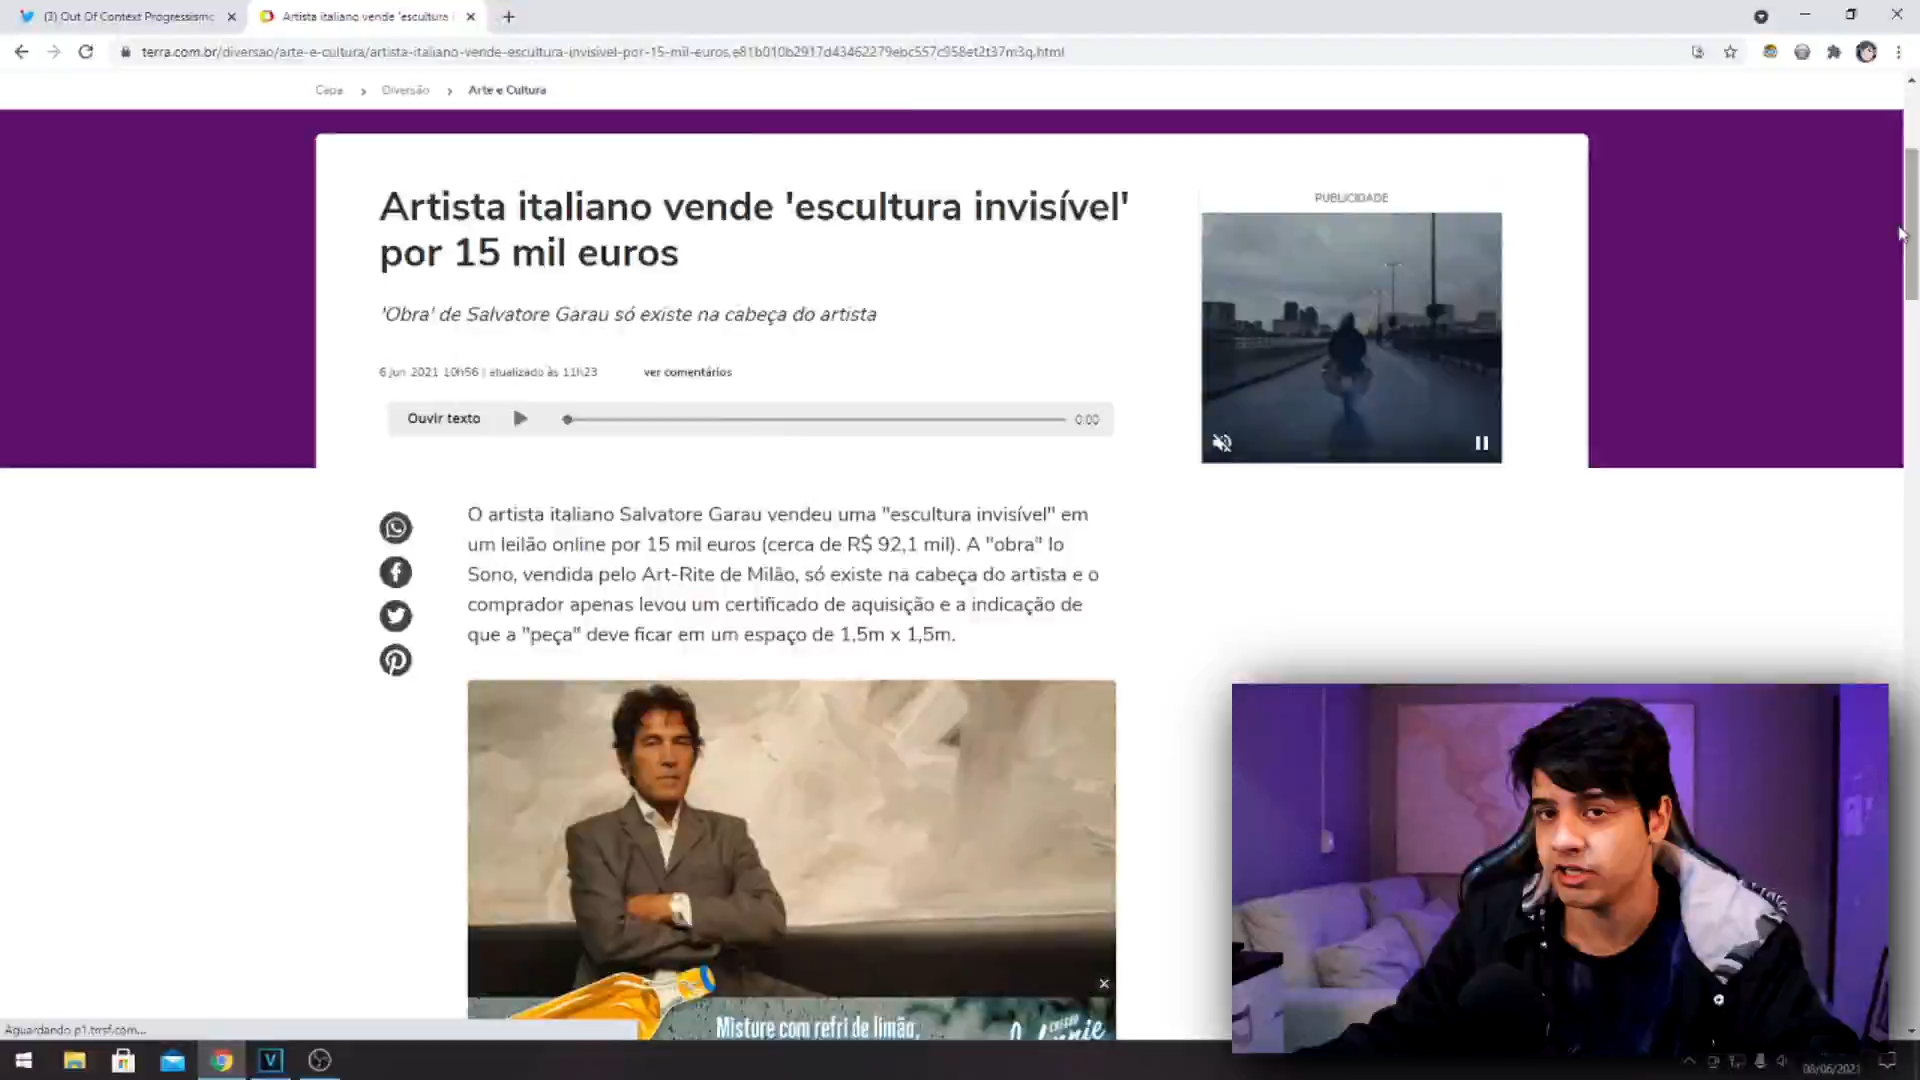 (3) Out Of Context Progressismo
Artista italiano vende 'escultura i
terra.com.br/diversao/arte-e-cultura/artista-italiano-vende-escultura-invisivel-por-15-mil-euros,e81b010b2917d43462279ebc557c958et2t37m3q.html
Capa > Diversão > Arte e Cultura
Artista italiano vende 'escultura invisível'
por 15 mil euros
PUBLICIDADE
'Obra' de Salvatore Garau só existe na cabeça do artista
6 jun 2021 10h56 | atualizado às 11h23
ver comentários
Ouvir texto
0:00
O artista italiano Salvatore Garau vendeu uma "escultura invisível" em
um leilão online por 15 mil euros (cerca de R$ 92,1 mil). A "obra" Io
Sono, vendida pelo Art-Rite de Milão, só existe na cabeça do artista e o
comprador apenas levou um certificado de aquisição e a indicação de
que a "peça" deve ficar em um espaço de 1,5m x 1,5m.
Misture com refri de limão,
Aguardando p1.trrsf.com...
08/06/2021